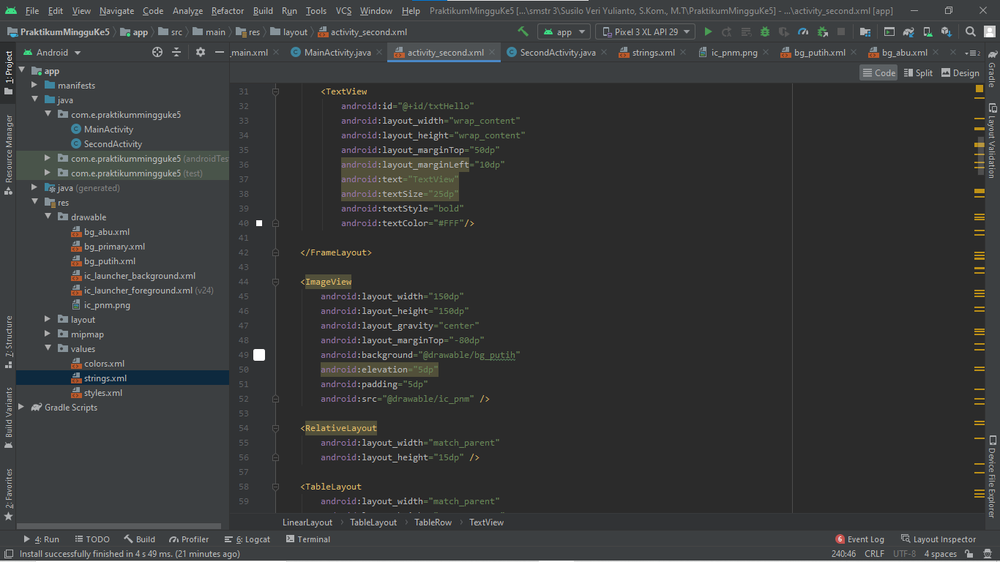 File Edit View Navigate Code Analyze Refactor Build Run Tools VCS Window Help PraktikumMingguKe5 [...\smstr 3\Susilo Veri Yulianto, S.Kom., M.T\PraktikumMingguKe5] - ...\activity_second.xml [app]
PraktikumMingguKe5 app src main res layout activity_second.xml app Pixel 3 XL API 29
Android _main.xml MainActivity.java activity_second.xml SecondActivity.java strings.xml ic_pnm.png bg_putih.xml bg_abu.xml 2
Code Split Design
1: Project
Resource Manager
7: Structure
Build Variants
2: Favorites
app
manifests
java
com.e.praktikummingguke5
MainActivity
SecondActivity
com.e.praktikummingguke5 (androidTes
com.e.praktikummingguke5 (test)
java (generated)
res
drawable
bg_abu.xml
bg_primary.xml
bg_putih.xml
ic_launcher_background.xml
ic_launcher_foreground.xml (v24)
ic_pnm.png
layout
mipmap
values
colors.xml
strings.xml
styles.xml
Gradle Scripts
31 <TextView
32 android:id="@+id/txtHello"
33 android:layout_width="wrap_content"
34 android:layout_height="wrap_content"
35 android:layout_marginTop="50dp"
36 android:layout_marginLeft="10dp"
37 android:text="TextView"
38 android:textSize="25dp"
39 android:textStyle="bold"
40 android:textColor="#FFF"/>
41
42 </FrameLayout>
43
44 <ImageView
45 android:layout_width="150dp"
46 android:layout_height="150dp"
47 android:layout_gravity="center"
48 android:layout_marginTop="-80dp"
49 android:background="@drawable/bg_putih"
50 android:elevation="5dp"
51 android:padding="5dp"
52 android:src="@drawable/ic_pnm" />
53
54 <RelativeLayout
55 android:layout_width="match_parent"
56 android:layout_height="15dp" />
57
58 <TableLayout
59 android:layout_width="match_parent"
LinearLayout TableLayout TableRow TextView
Gradle
Layout Validation
Device File Explorer
4: Run TODO Build Profiler 6: Logcat Terminal 6 Event Log Layout Inspector
Install successfully finished in 4 s 49 ms. (21 minutes ago) 240:46 CRLF UTF-8 4 spaces